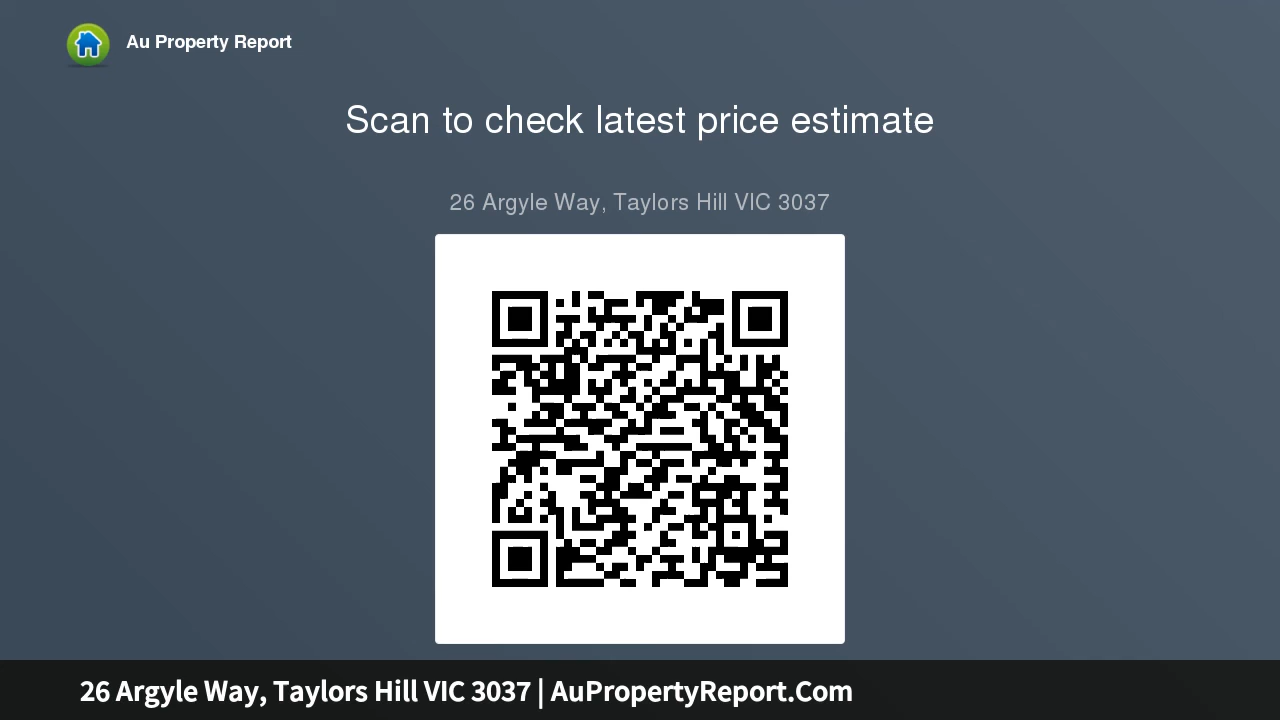 Au Property Report
Scan to check latest price estimate
26 Argyle Way, Taylors Hill VIC 3037
26 Argyle Way, Taylors Hill VIC 3037 | AuPropertyReport.Com